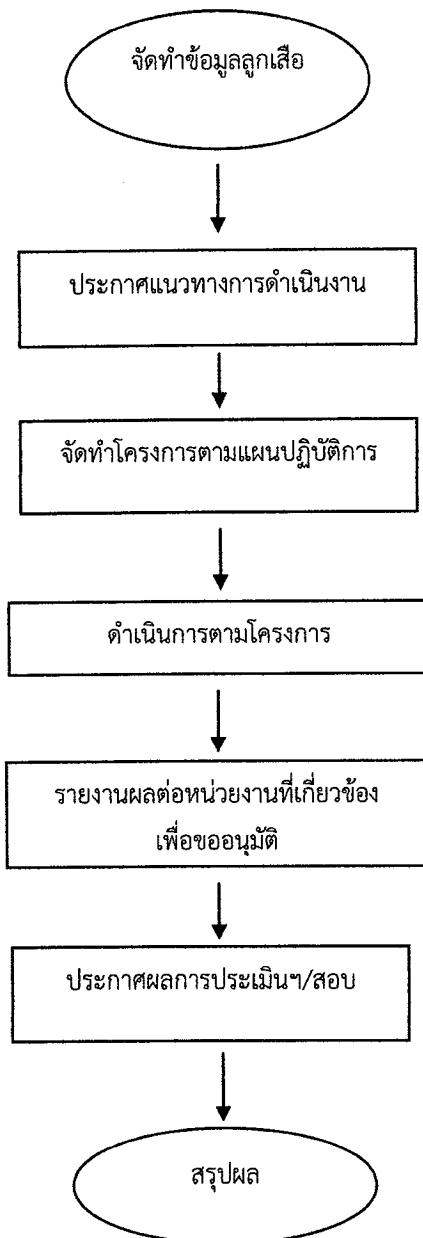 จัดทำข้อมูลลูกเสือ
ประกาศแนวทางการดำเนินงาน
จัดทำโครงการตามแผนปฏิบัติการ
ดำเนินการตามโครงการ
รายงานผลต่อหน่วยงานที่เกี่ยวข้อง
เพื่อขออนุมัติ
ประกาศผลการประเมินฯ/สอบ
สรุปผล